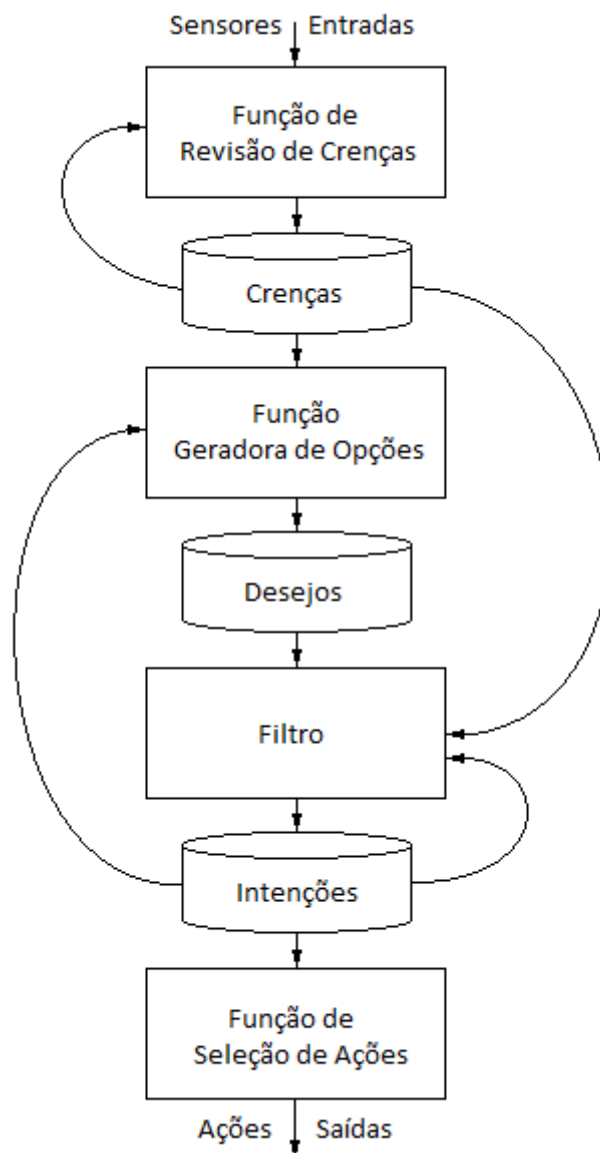 Sensores Entradas
Função de
Revisão de Crenças
Crenças
Função
Geradora de Opções
Desejos
Filtro
Intenções
Função de
Seleção de Ações
Ações Saídas